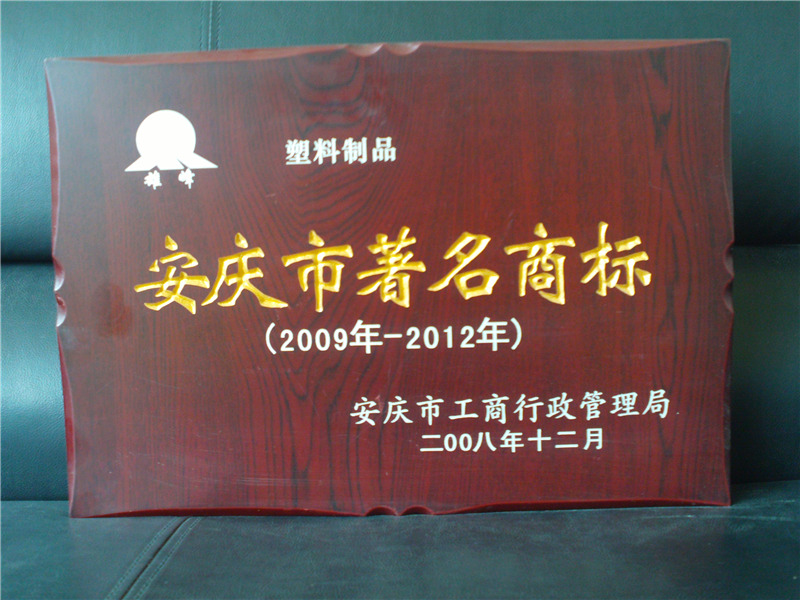 塑料制品
雄峰
安庆市著名商标
(2009年-2012年)
安庆市工商行政管理局
二00八年十二月